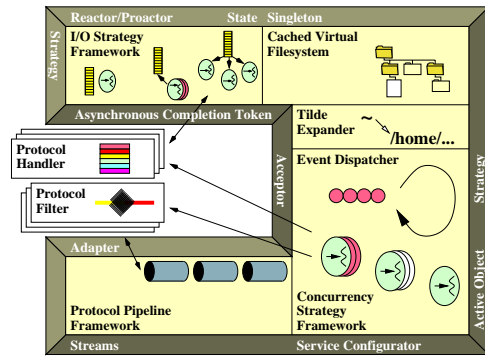 Reactor/Proactor
State
Singleton
Strategy
I/O Strategy
Framework
Cached Virtual
Filesystem
Asynchronous Completion Token
Tilde
Expander
~
/home/...
Protocol
Handler
Protocol
Filter
Acceptor
Event Dispatcher
Strategy
Adapter
Protocol Pipeline
Framework
Concurrency
Strategy
Framework
Active Object
Streams
Service Configurator